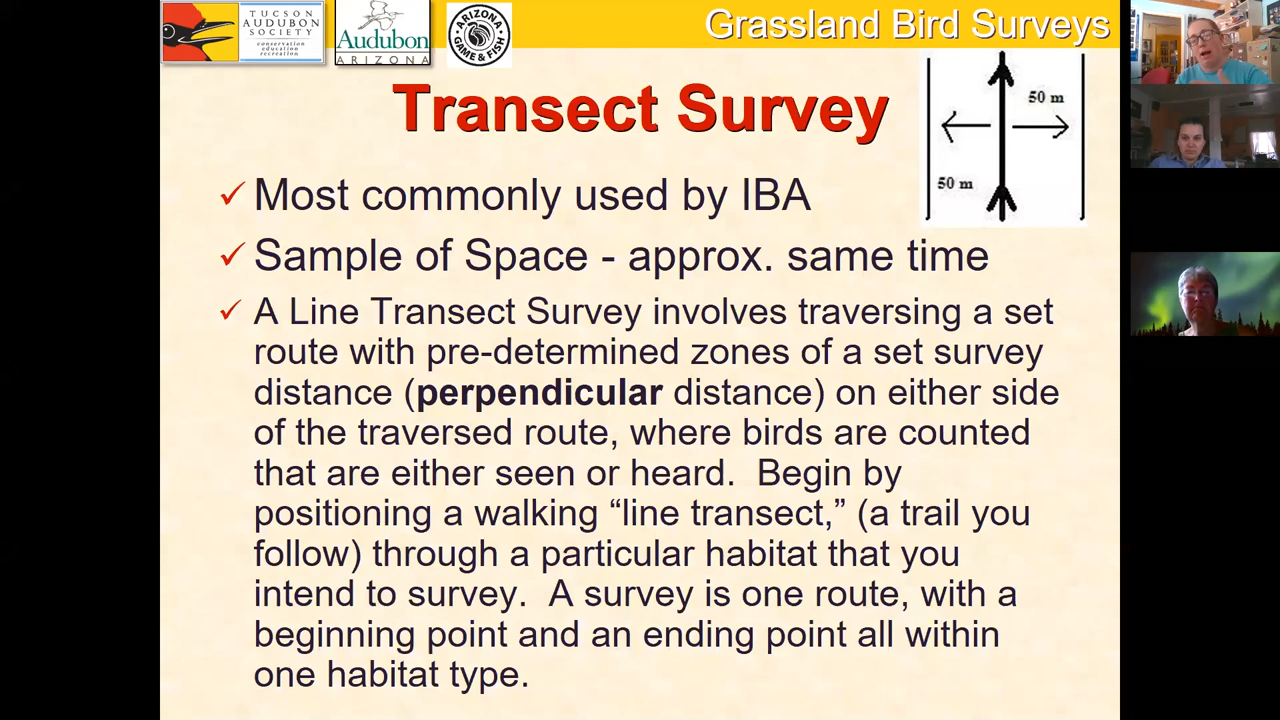 TUCSON
AUDUBON
SOCIETY
conservation
education
recreation
Audubon
ARIZONA
ARIZONA
GAME & FISH
Grassland Bird Surveys
Transect Survey
50 m
50 m
✓ Most commonly used by IBA
✓ Sample of Space - approx. same time
✓ A Line Transect Survey involves traversing a set
route with pre-determined zones of a set survey
distance (perpendicular distance) on either side
of the traversed route, where birds are counted
that are either seen or heard.  Begin by
positioning a walking “line transect,” (a trail you
follow) through a particular habitat that you
intend to survey.  A survey is one route, with a
beginning point and an ending point all within
one habitat type.